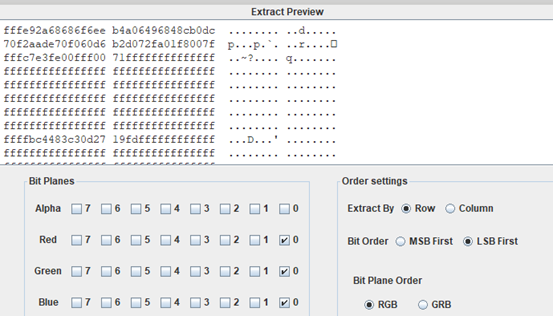 Extract Preview
fffe92a68686f6ee b4a06496848cb0dc ........ ..d.....
70f2aade70f060d6 b2d072fa01f8007f p...p.`. ..r....□
fffc7e3fe00fff00 71ffffffffffffff ..~?.... q.......
ffffffffffffffff ffffffffffffffff ........ ........
ffffffffffffffff ffffffffffffffff ........ ........
ffffffffffffffff ffffffffffffffff ........ ........
ffffffffffffffff ffffffffffffffff ........ ........
ffffffffffffffff ffffffffffffffff ........ ........
ffffbc4483c30d27 19fdffffffffffff ...D...' ........
ffffffffffffffff ffffffffffffffff ........ ........
Bit Planes
Alpha 7 6 5 4 3 2 1 0
Red 7 6 5 4 3 2 1 0
Green 7 6 5 4 3 2 1 0
Blue 7 6 5 4 3 2 1 0
Order settings
Extract By Row Column
Bit Order MSB First LSB First
Bit Plane Order
RGB GRB